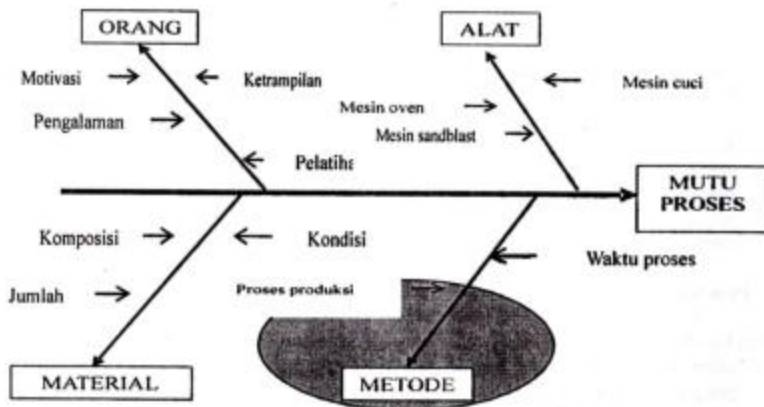 ORANG
ALAT
Motivasi
Ketrampilan
Mesin cuci
Mesin oven
Pengalaman
Mesin sandblast
Pelatiha
MUTU
PROSES
Komposisi
Kondisi
Waktu proses
Proses produksi
Jumlah
MATERIAL
METODE